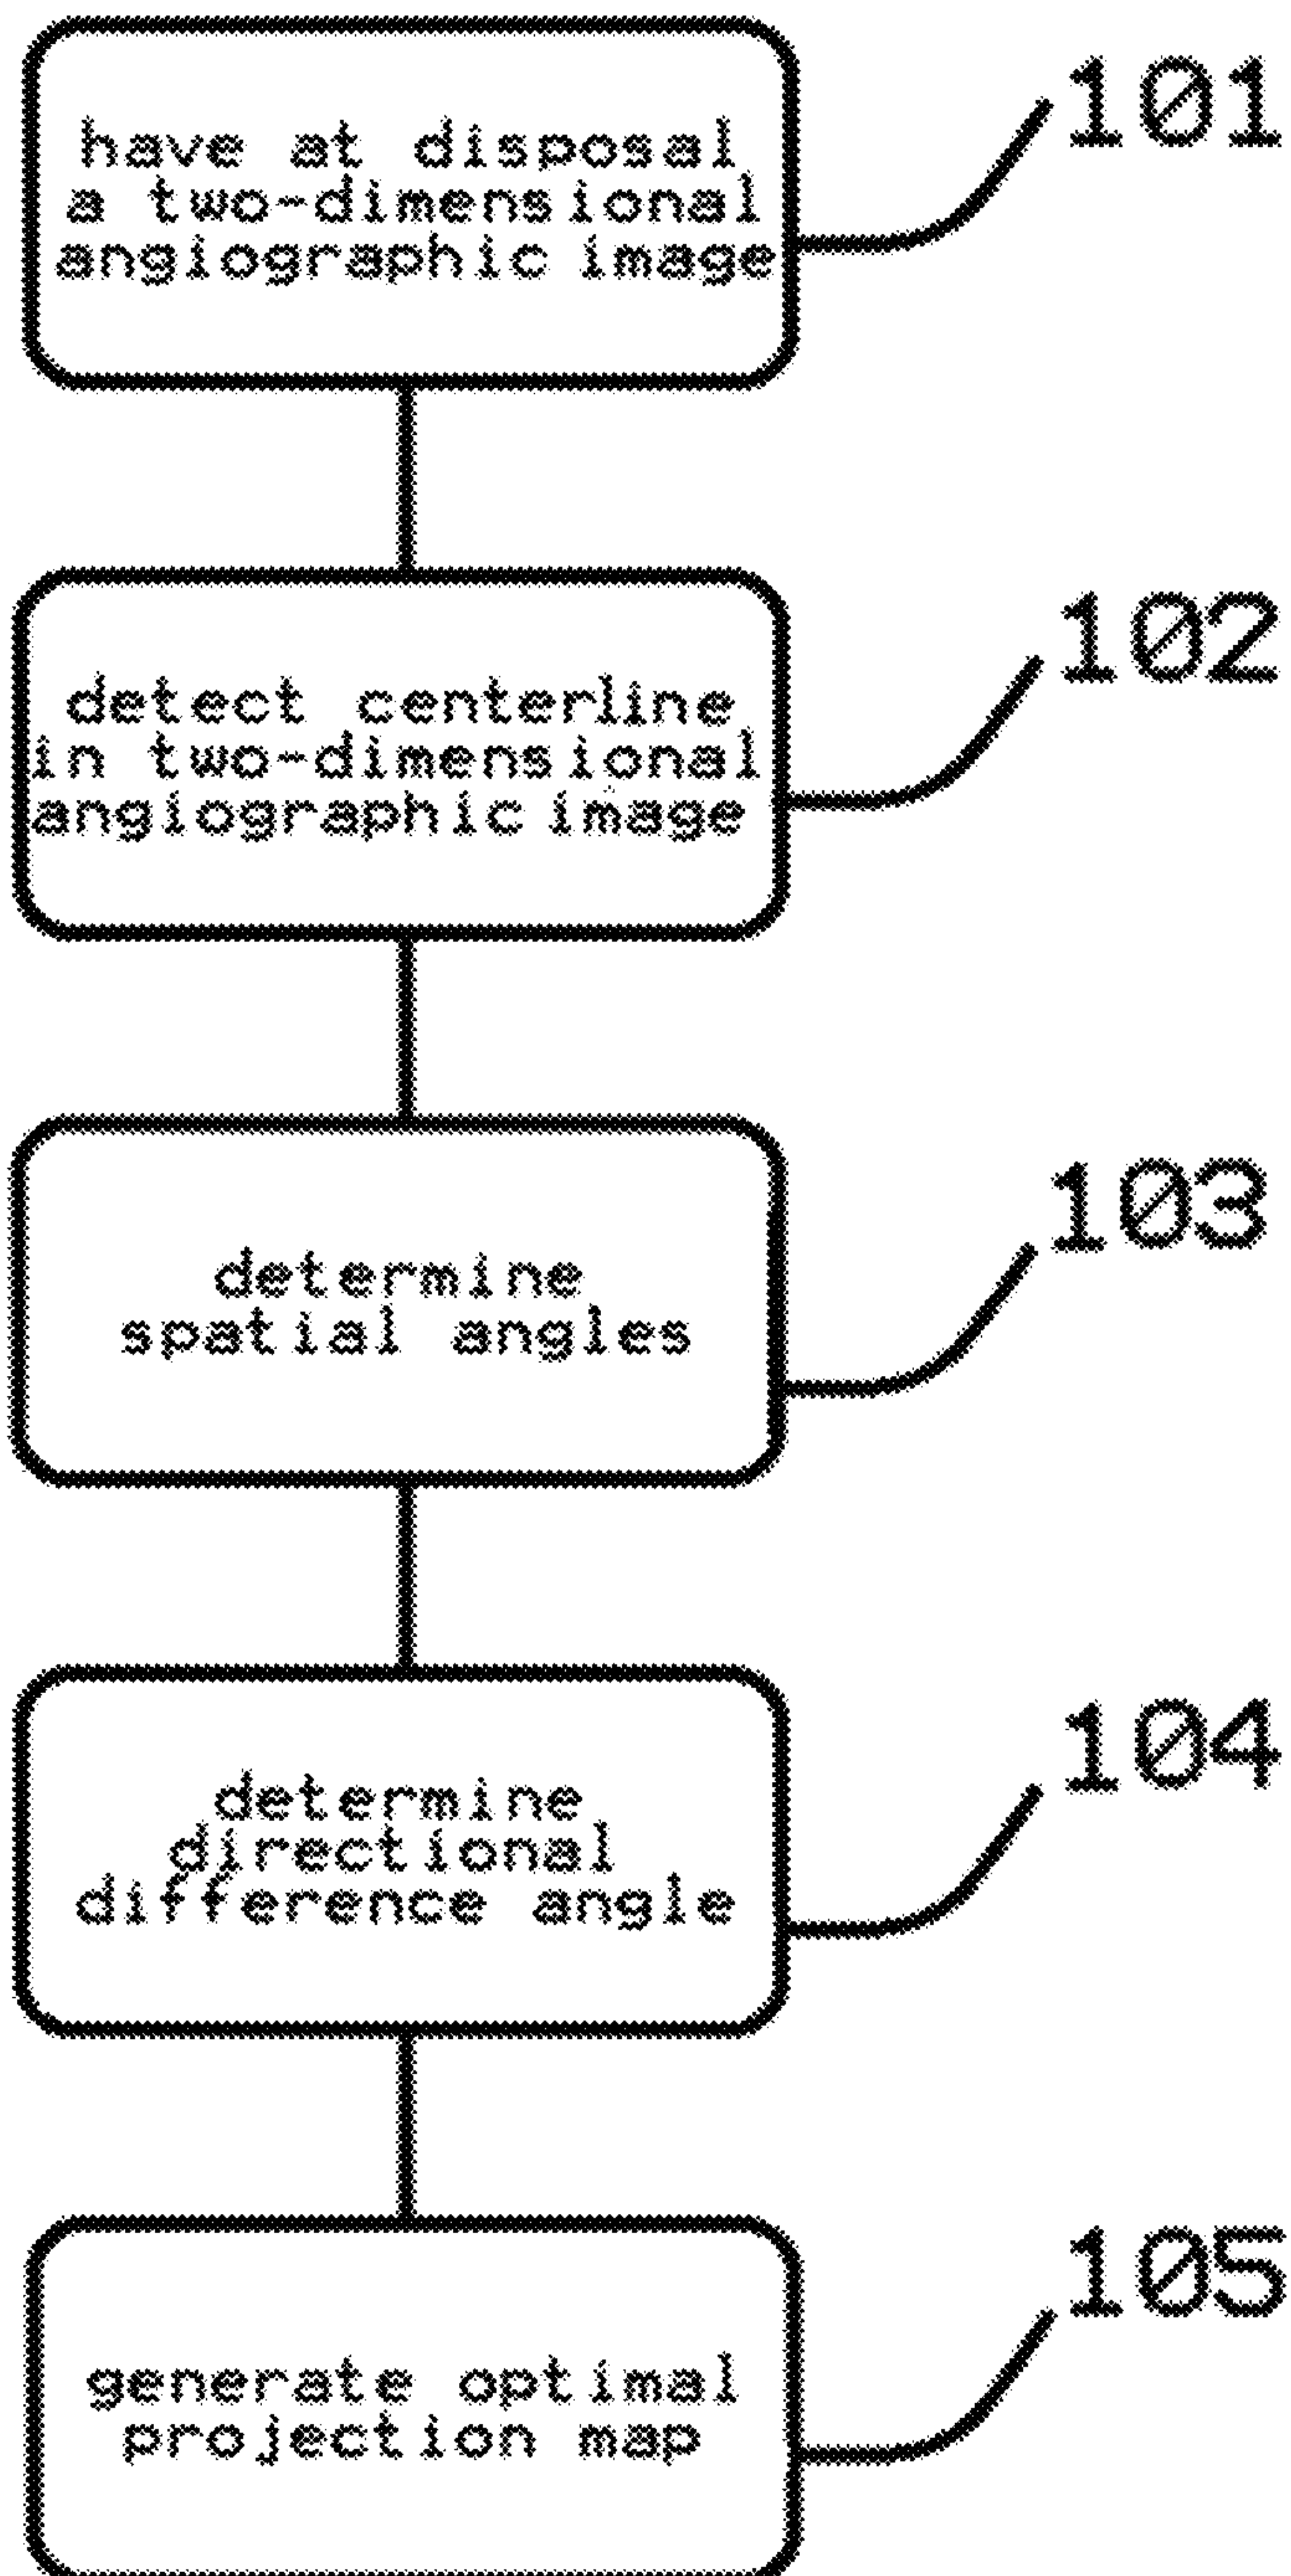 101
have at disposal
a two-dimensional
angiographic image
102
detect centerline
in two-dimensional
angiographic image
103
determine
spatial angles
104
determine
directional
difference angle
105
generate optimal
projection map